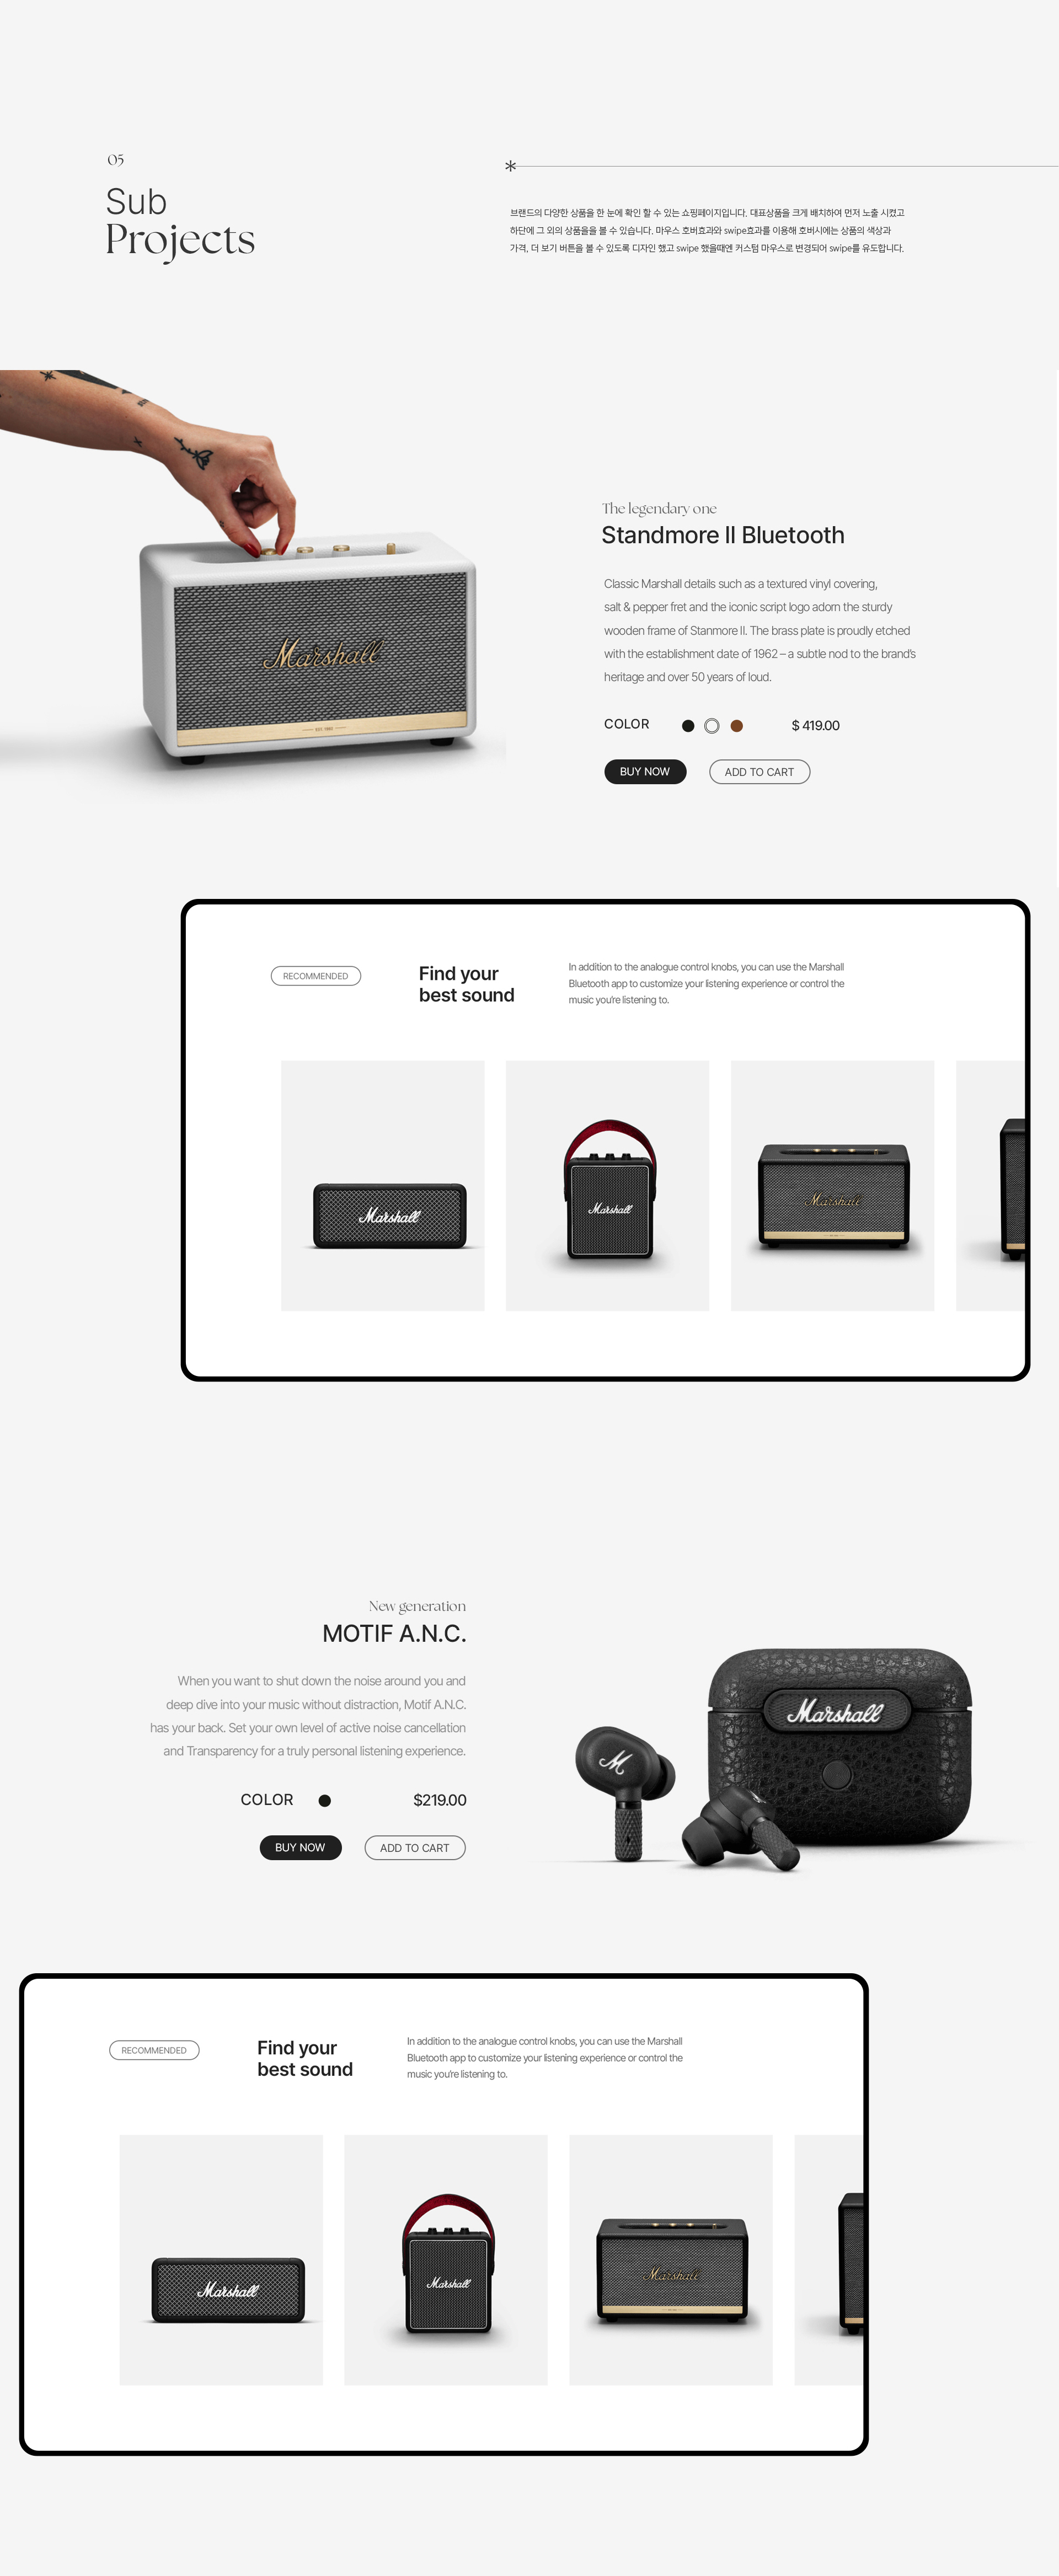 05
Sub
Projects
브랜드의 다양한 상품을 한 눈에 확인 할 수 있는 쇼핑페이지입니다. 대표상품을 크게 배치하여 먼저 노출 시켰고
하단에 그 외의 상품을을 볼 수 있습니다. 마우스 호버효과와 swipe효과를 이용해 호버시에는 상품의 색상과
가격, 더 보기 버튼을 볼 수 있도록 디자인 했고 swipe 했을때엔 커스텀 마우스로 변경되어 swipe를 유도합니다.
Marshall
The legendary one
Standmore II Bluetooth
Classic Marshall details such as a textured vinyl covering,
salt & pepper fret and the iconic script logo adorn the sturdy
wooden frame of Stanmore II. The brass plate is proudly etched
with the establishment date of 1962 – a subtle nod to the brand's
heritage and over 50 years of loud.
COLOR
$ 419.00
BUY NOW
ADD TO CART
RECOMMENDED
Find your
best sound
In addition to the analogue control knobs, you can use the Marshall
Bluetooth app to customize your listening experience or control the
music you're listening to.
Marshall
Marshall
Marshall
New generation
MOTIF A.N.C.
When you want to shut down the noise around you and
deep dive into your music without distraction, Motif A.N.C.
has your back. Set your own level of active noise cancellation
and Transparency for a truly personal listening experience.
COLOR
$219.00
BUY NOW
ADD TO CART
Marshall
M
RECOMMENDED
Find your
best sound
In addition to the analogue control knobs, you can use the Marshall
Bluetooth app to customize your listening experience or control the
music you're listening to.
Marshall
Marshall
Marshall